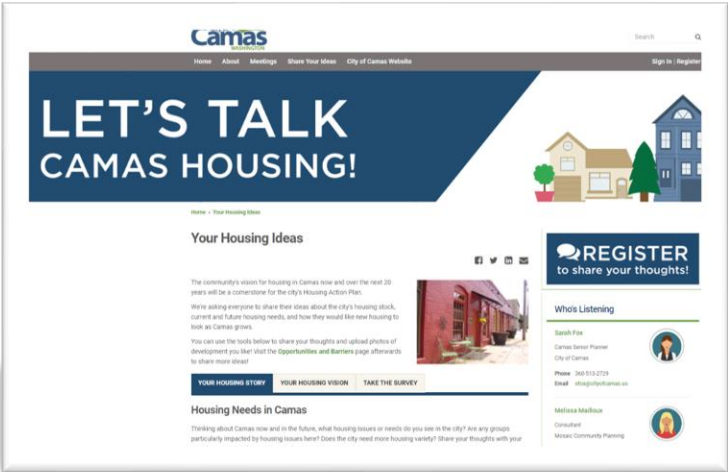 Camas
WASHINGTON
Search
Home About Meetings Share Your Ideas City of Camas Website
Sign In | Register
LET'S TALK
CAMAS HOUSING!
Home » Your Housing Ideas
Your Housing Ideas
The community's vision for housing in Camas now and over the next 20
years will be a cornerstone for the city's Housing Action Plan.
We're asking everyone to share their ideas about the city's housing stock,
current and future housing needs, and how they would like new housing to
look as Camas grows.
You can use the tools below to share your thoughts and upload photos of
development you like! Visit the Opportunities and Barriers page afterwards
to share more ideas!
YOUR HOUSING STORY YOUR HOUSING VISION TAKE THE SURVEY
Housing Needs in Camas
Thinking about Camas now and in the future, what housing issues or needs do you see in the city? Are any groups
particularly impacted by housing issues here? Does the city need more housing variety? Share your thoughts with your
REGISTER
to share your thoughts!
Who's Listening
Sarah Fox
Camas Senior Planner
City of Camas
Phone 360-513-2729
Email
Melissa Mailloux
Consultant
Mosaic Community Planning